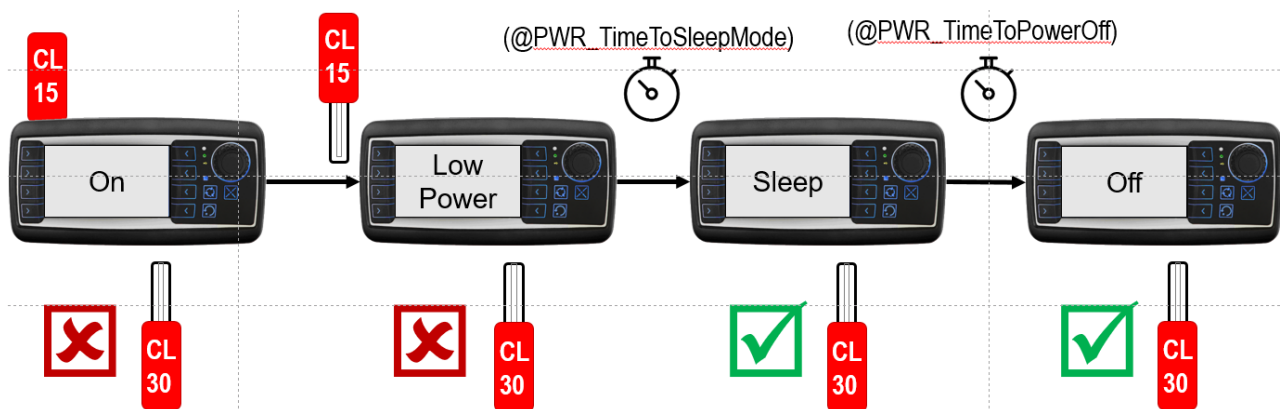 (@PWR_TimeToSleepMode)
(@PWR_TimeToPowerOff)
CL
15
CL
15
On
Low
Power
Sleep
Off
CL
30
CL
30
CL
30
CL
30